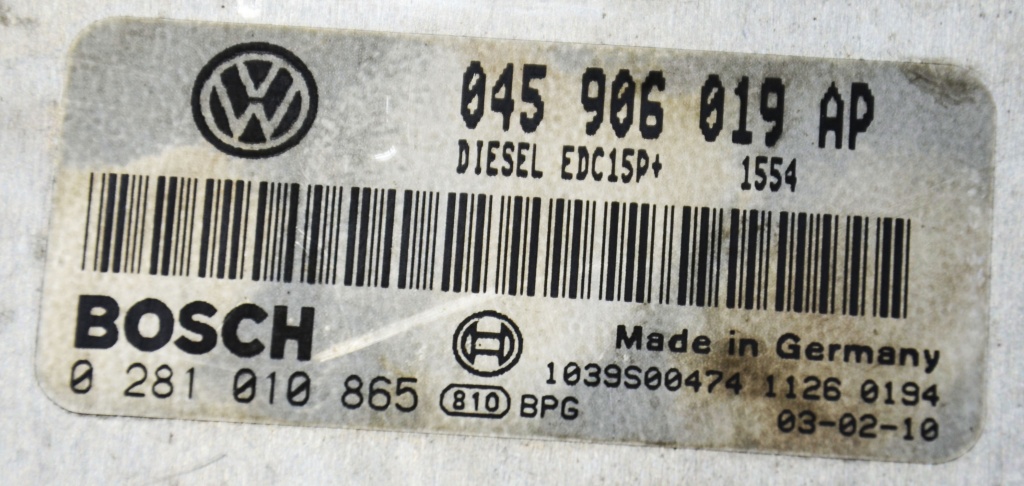 045 906 019 AP
DIESEL EDC15P+ 1554
BOSCH
Made in Germany
0 281 010 865
810 BPG
1039S00474 1126 0194
03-02-10